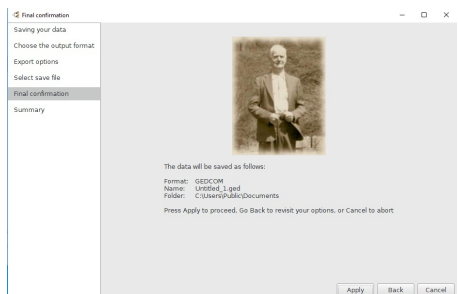 Final confirmation
Saving your data
Choose the output format
Export options
Select save file
Final confirmation
Summary
The data will be saved as follows:
Format: GEDCOM
Name: Untitled_1.ged
Folder: C:\Users\Public\Documents
Press Apply to proceed, Go Back to revisit your options, or Cancel to abort
Apply Back Cancel